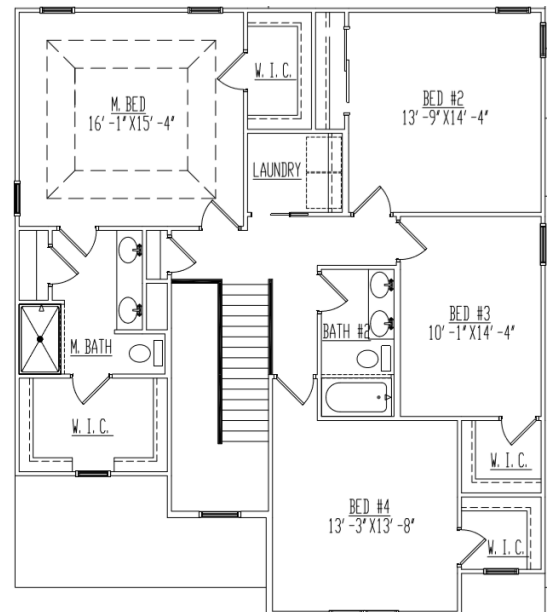 M. BED
16' -1" X15' -4"
W. I. C.
BED #2
13' -9"X14' -4"
LAUNDRY
BED #3
10' -1"X14' -4"
BATH #2
M. BATH
W. I. C.
W. I. C.
BED #4
13' -3"X13' -8"
W. I. C.